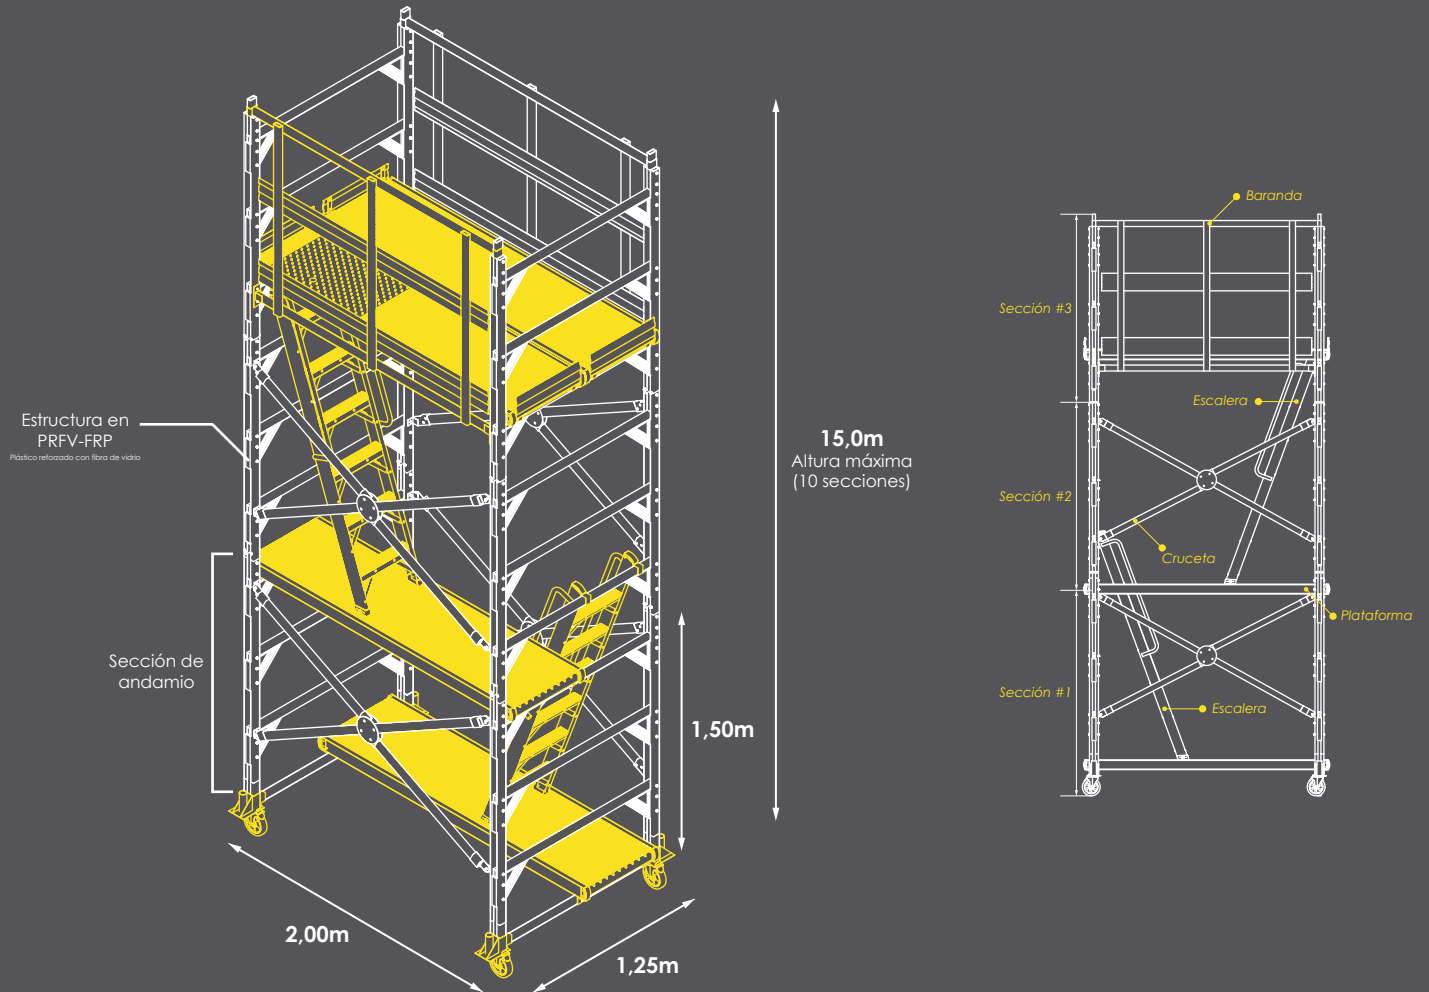 Estructura en
PRFV-FRP
Plástico reforzado con fibra de vidrio
Sección de
andamio
2,00m
1,25m
1,50m
15,0m
Altura máxima
(10 secciones)
Baranda
Sección #3
Escalera
Sección #2
Cruceta
Plataforma
Sección #1
Escalera